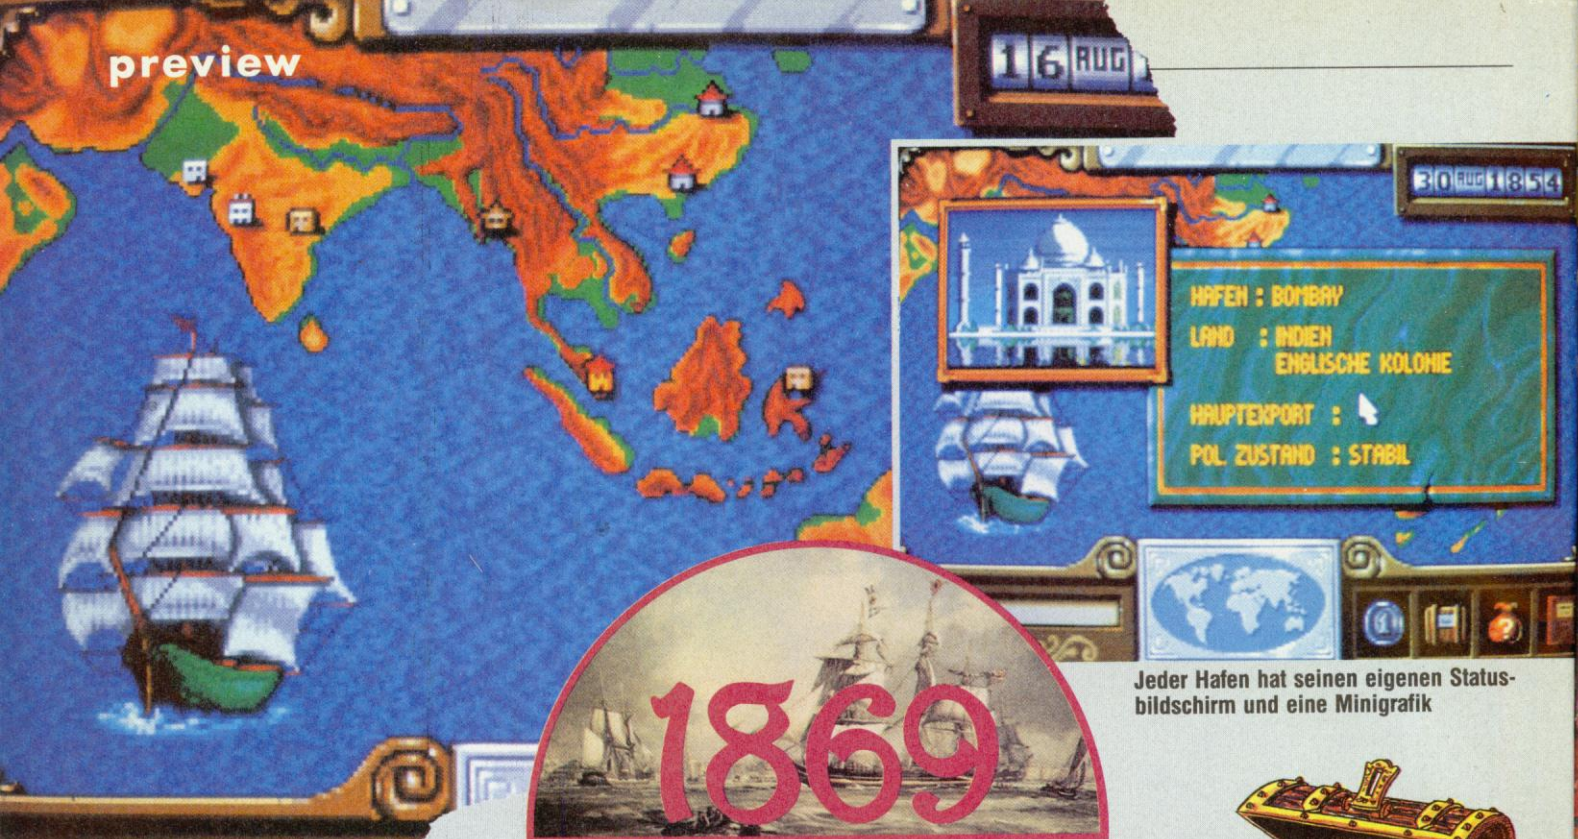 preview
16 AUG
30 AUG 1854
HAFEN : BOMBAY
LAND : INDIEN
ENGLISCHE KOLONIE
HAUPTEXPORT :
POL. ZUSTAND : STABIL
Jeder Hafen hat seinen eigenen Status-
bildschirm und eine Minigrafik
1869